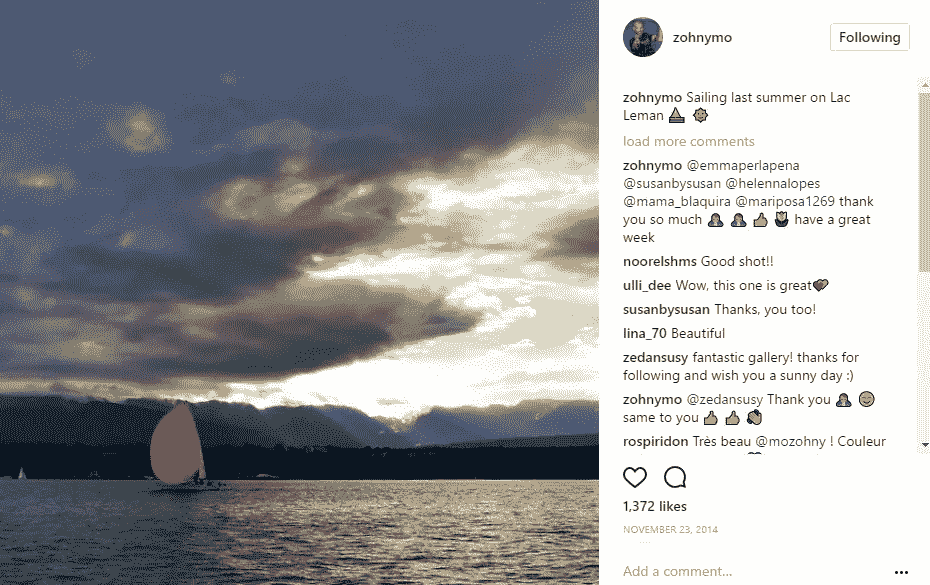 zohnymo
Following
zohnymo Sailing last summer on Lac
Leman
load more comments
zohnymo @emmaperlapena
@susanbysusan @helennalopes
@mama_blaquira @mariposa1269 thank
you so much have a great
week
noorelshms Good shot!!
ulli_dee Wow, this one is great
susanbysusan Thanks, you too!
lina_70 Beautiful
zedansusy fantastic gallery! thanks for
following and wish you a sunny day :)
zohnymo @zedansusy Thank you
same to you
rospiridon Très beau @mozohny ! Couleur
1,372 likes
NOVEMBER 23, 2014
Add a comment...